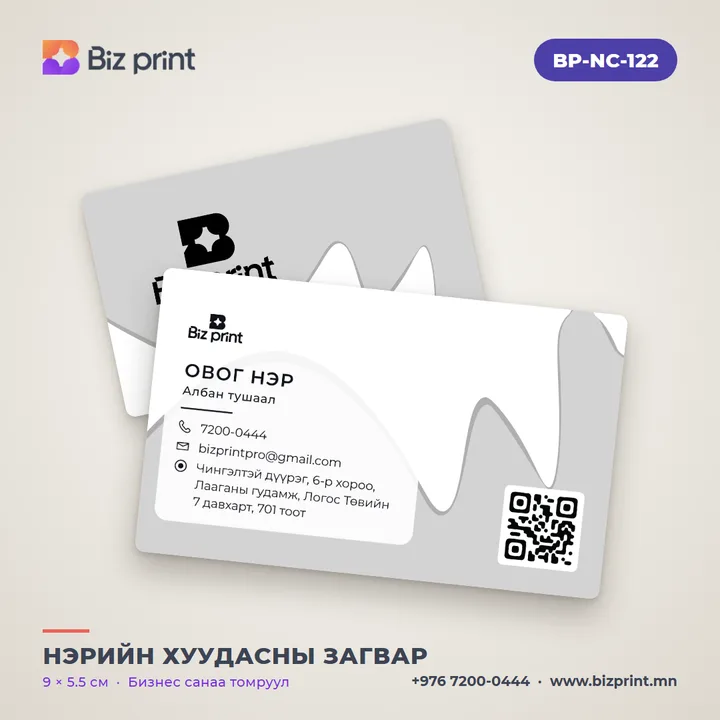 Biz print
BP-NC-122
print
Biz print
ОВОГ НЭР
Албан тушаал
7200-0444
bizprintpro@gmail.com
Чингэлтэй дүүрэг, 6-р хороо,
Лааганы гудамж, Логос Төвийн
7 давхарт, 701 тоот
НЭРИЙН ХУУДАСНЫ ЗАГВАР
9 × 5.5 см · Бизнес санаа томруул
+976 7200-0444 · www.bizprint.mn